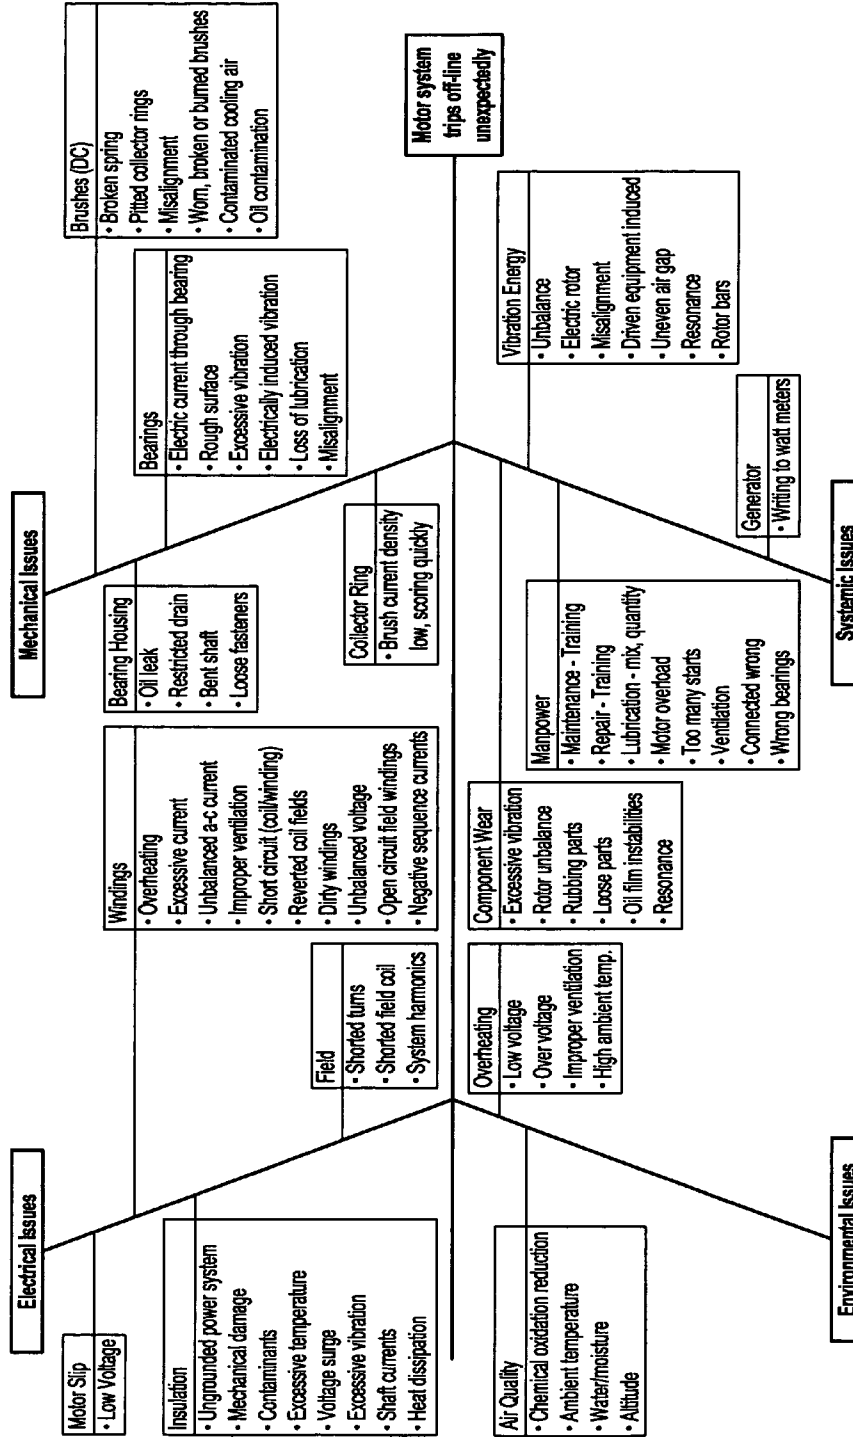 Electrical Issues
Mechanical Issues
Motor Slip
• Low Voltage
Insulation
• Ungrounded power system
• Mechanical damage
• Contaminants
• Excessive temperature
• Voltage surge
• Excessive vibration
• Shaft currents
• Heat dissipation
Windings
• Overheating
• Excessive current
• Unbalanced a-c current
• Improper ventilation
• Short circuit (coil/winding)
• Reverted coil fields
• Dirty windings
• Unbalanced voltage
• Open circuit field windings
• Negative sequence currents
Field
• Shorted turns
• Shorted field coil
• System harmonics
Bearing Housing
• Oil leak
• Restricted drain
• Bent shaft
• Loose fasteners
Collector Ring
• Brush current density
low, scoring quickly
Brushes (DC)
• Broken spring
• Pitted collector rings
• Misalignment
• Worn, broken or burned brushes
• Contaminated cooling air
• Oil contamination
Bearings
• Electric current through bearing
• Rough surface
• Excessive vibration
• Electrically induced vibration
• Loss of lubrication
• Misalignment
Motor system
trips off-line
unexpectedly
Air Quality
• Chemical oxidation reduction
• Ambient temperature
• Water/moisture
• Altitude
Overheating
• Low voltage
• Over voltage
• Improper ventilation
• High ambient temp.
Component Wear
• Excessive vibration
• Rotor unbalance
• Rubbing parts
• Loose parts
• Oil film instabilities
• Resonance
Manpower
• Maintenance - Training
• Repair - Training
• Lubrication - mix, quantity
• Motor overload
• Too many starts
• Ventilation
• Connected wrong
• Wrong bearings
Vibration Energy
• Unbalance
• Electric rotor
• Misalignment
• Driven equipment induced
• Uneven air gap
• Resonance
• Rotor bars
Generator
• Writing to watt meters
Environmental Issues
Systemic Issues